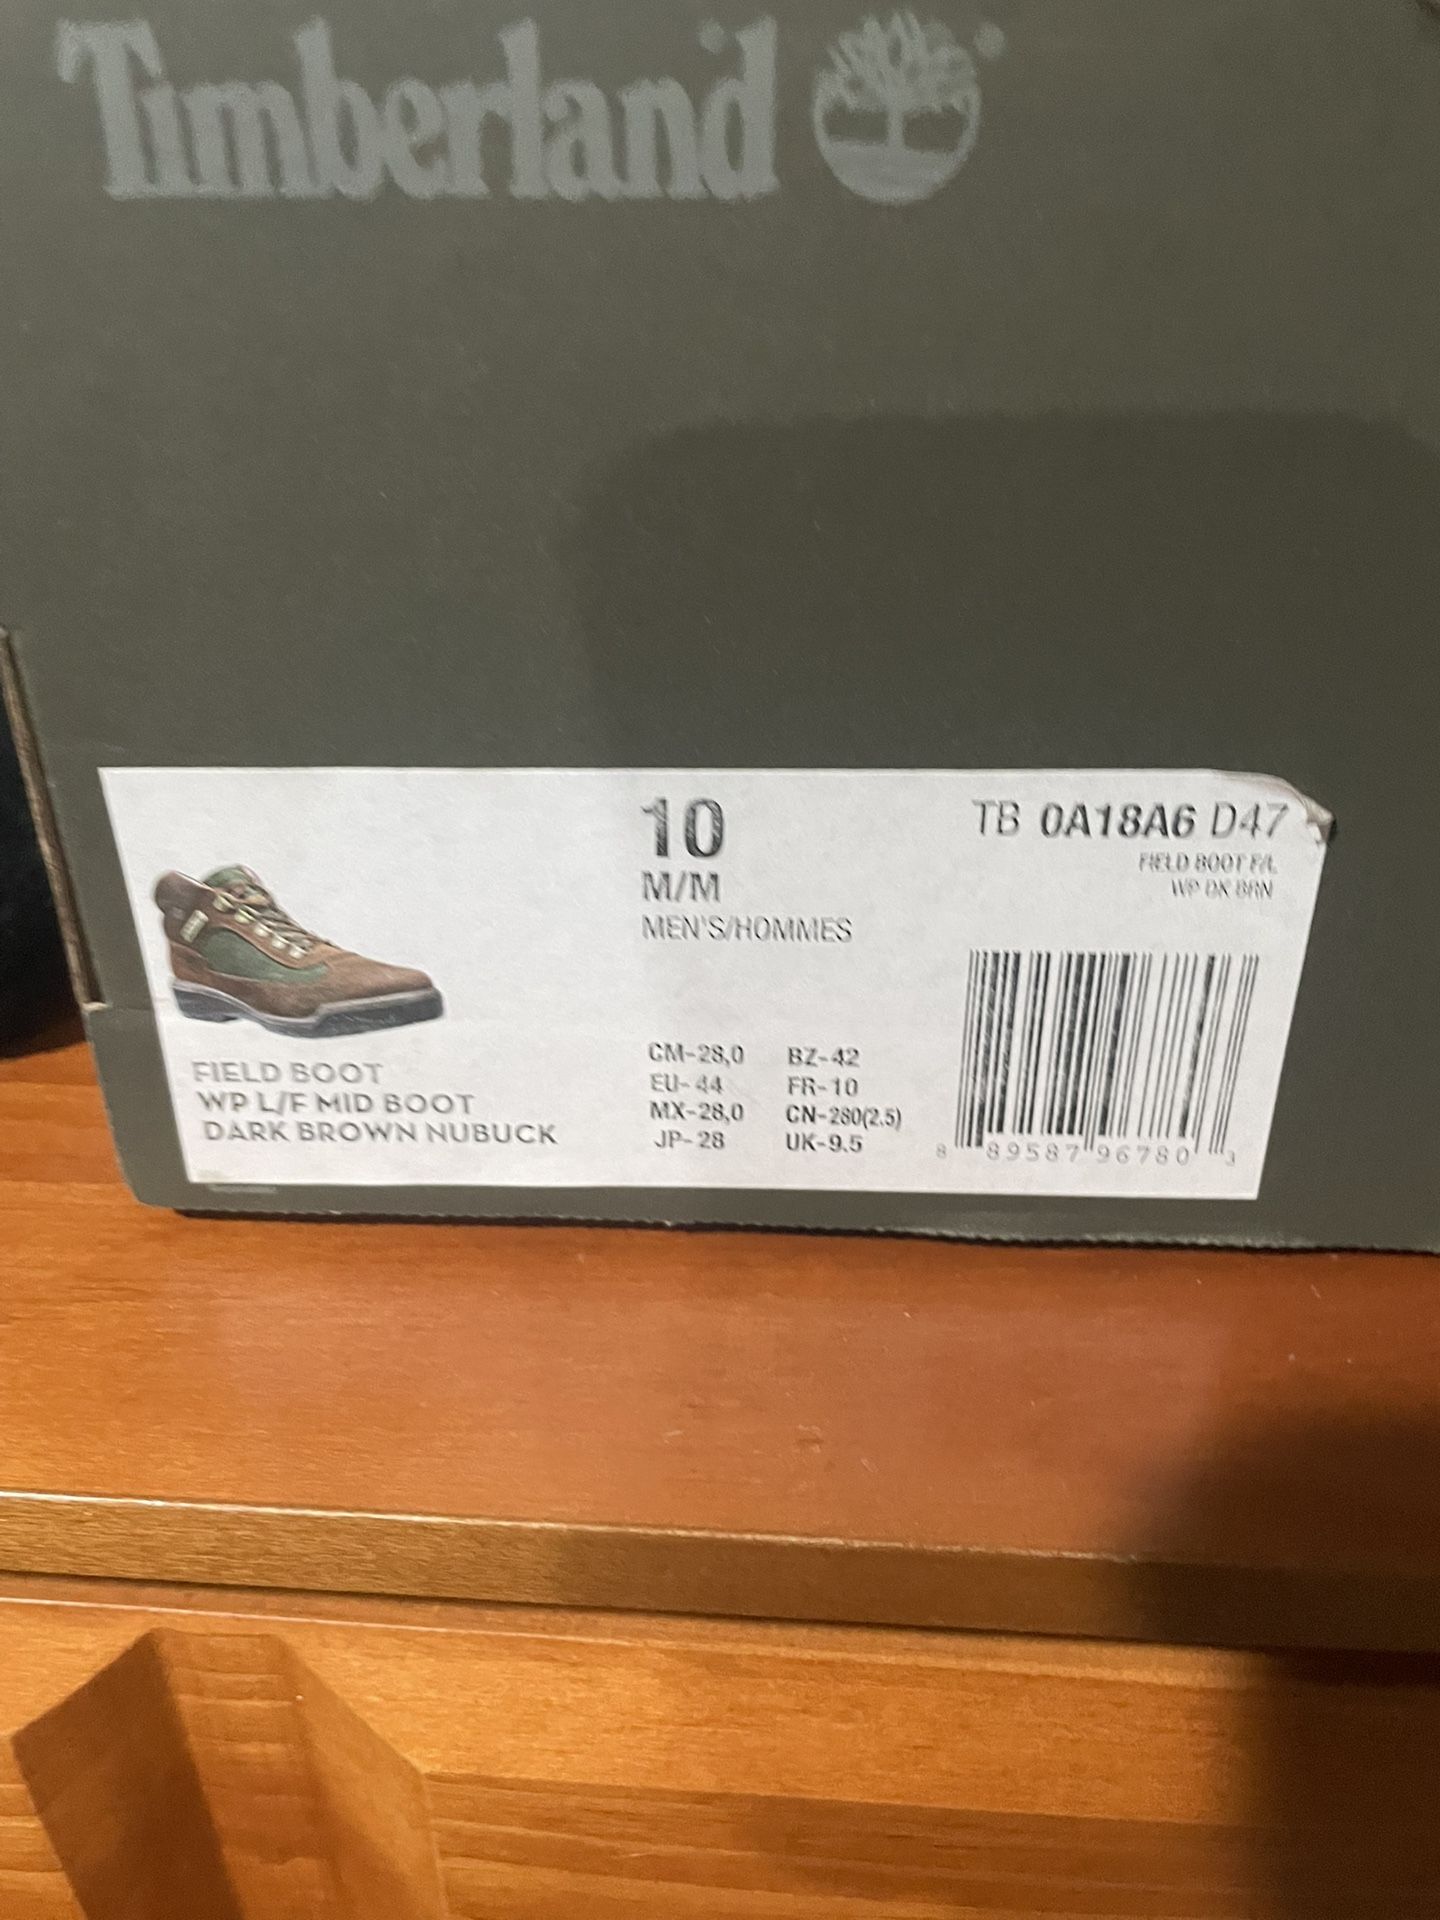 Timberland
10
M/M
MEN'S/HOMMES
TB 0A18A6 D47
FIELD BOOT F/L
WP DK BRN
FIELD BOOT
WP L/F MID BOOT
DARK BROWN NUBUCK
CM-28,0 BZ-42
EU-44 FR-10
MX-28,0 CN-280(2.5)
JP-28 UK-9.5
8 89587 96780 3